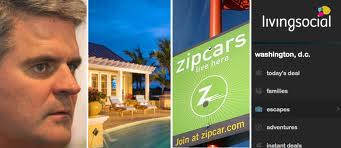 zipcars
live here
Z
Join at zipcar.com
livingsocial
washington, d.c.
today's deal
families
escapes
adventures
instant deals